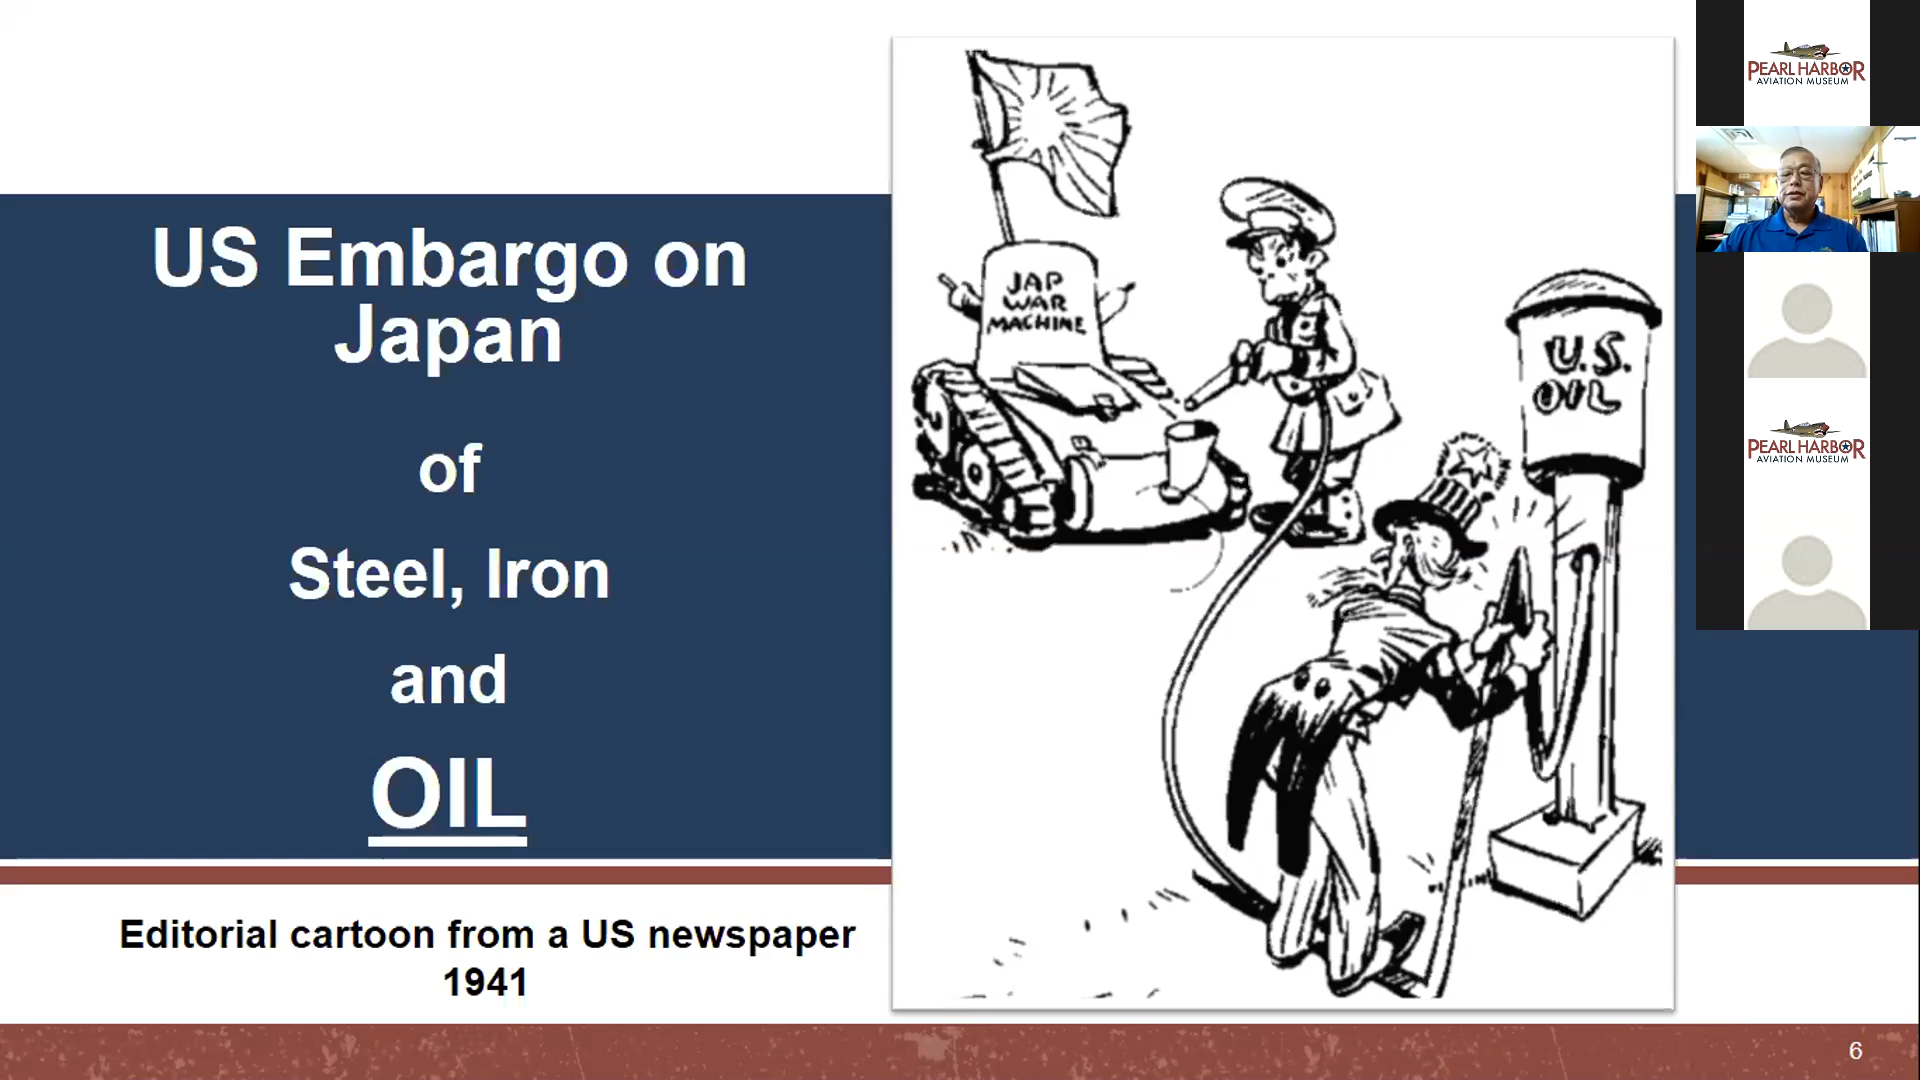 US Embargo on
Japan
of
Steel, Iron
and
OIL
Editorial cartoon from a US newspaper
1941
JAP
WAR
MACHINE
U.S.
OIL
PEARL HARBOR
AVIATION MUSEUM
PEARL HARBOR
AVIATION MUSEUM
6